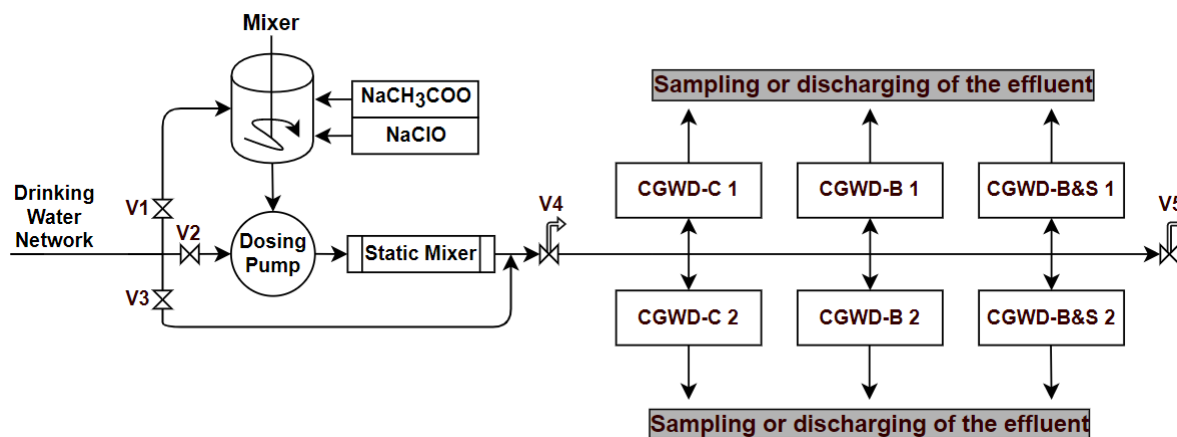 Mixer
NaCH₃COO
NaClO
Drinking
Water
Network
V1
V2
V3
Dosing
Pump
Static Mixer
V4
Sampling or discharging of the effluent
CGWD-C 1
CGWD-B 1
CGWD-B&S 1
V5
CGWD-C 2
CGWD-B 2
CGWD-B&S 2
Sampling or discharging of the effluent